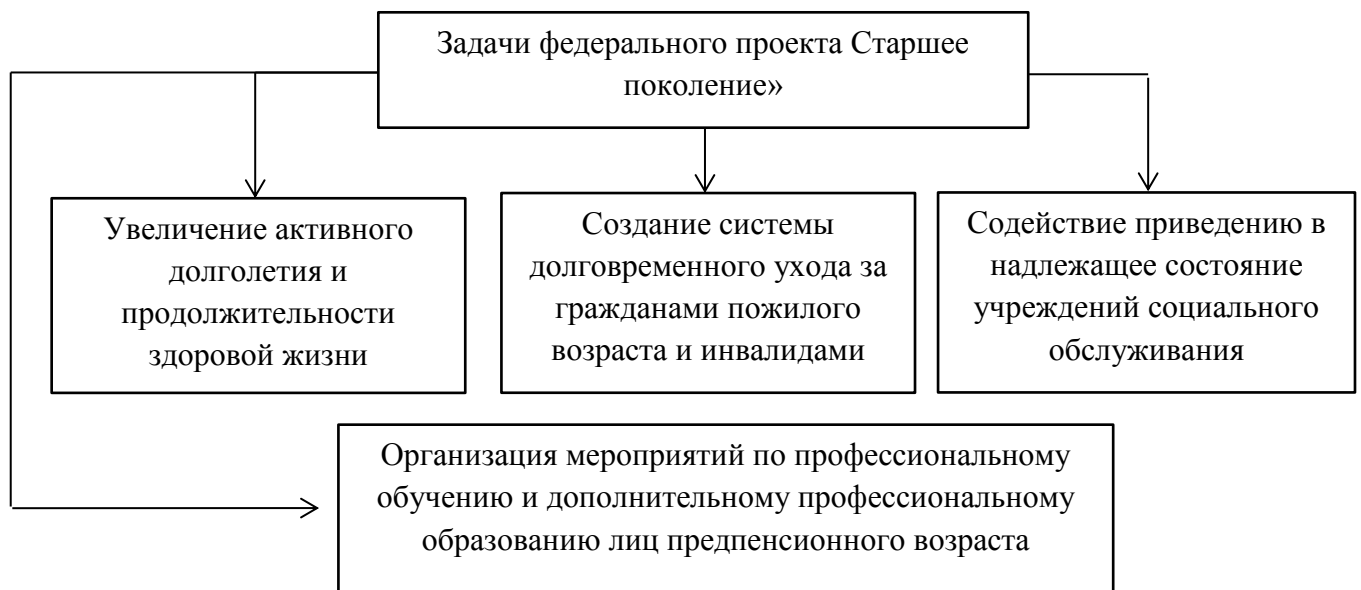 Задачи федерального проекта Старшее
поколение»
Увеличение активного
долголетия и
продолжительности
здоровой жизни
Создание системы
долговременного ухода за
гражданами пожилого
возраста и инвалидами
Содействие приведению в
надлежащее состояние
учреждений социального
обслуживания
Организация мероприятий по профессиональному
обучению и дополнительному профессиональному
образованию лиц предпенсионного возраста